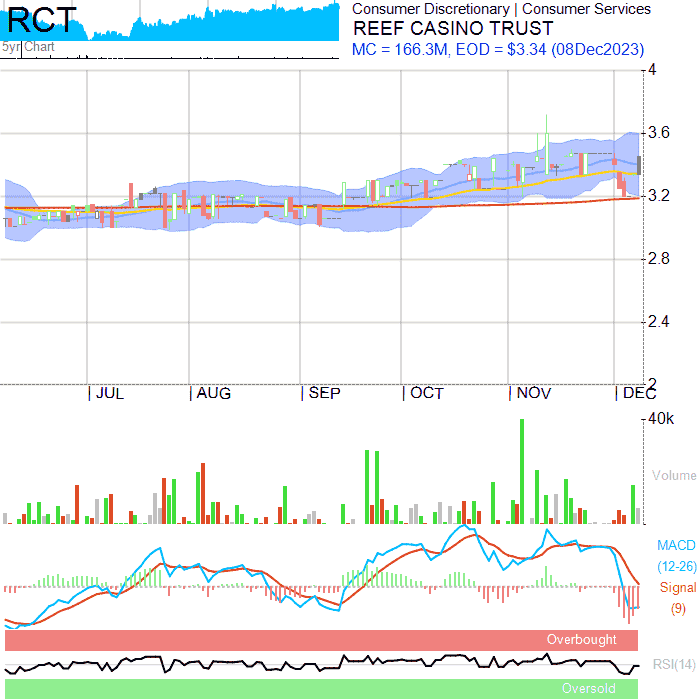 RCT
5yr Chart
Consumer Discretionary | Consumer Services
REEF CASINO TRUST
MC = 166.3M, EOD = $3.34 (08Dec2023)
4
3.6
3.2
2.8
2.4
2
JUL AUG SEP OCT NOV DEC
40k
Volume
MACD
(12-26)
Signal
(9)
Overbought
RSI(14)
Oversold